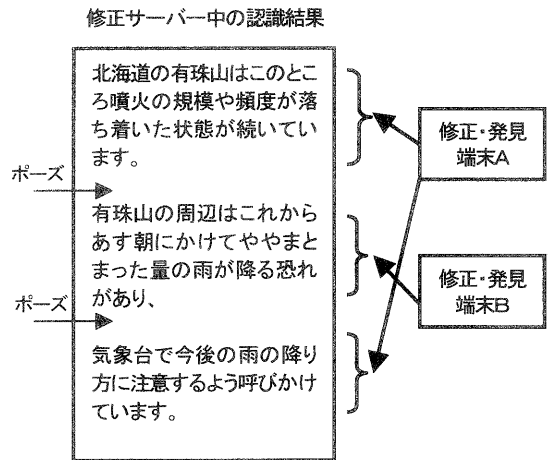 修正サーバー中の認識結果
北海道の有珠山はこのとこ
ろ噴火の規模や頻度が落
ち着いた状態が続いてい
ます。
ポーズ
有珠山の周辺はこれから
あす朝にかけてややまと
まった量の雨が降る恐れ
があり、
ポーズ
気象台で今後の雨の降り
方に注意するよう呼びかけ
ています。
修正・発見
端末A
修正・発見
端末B